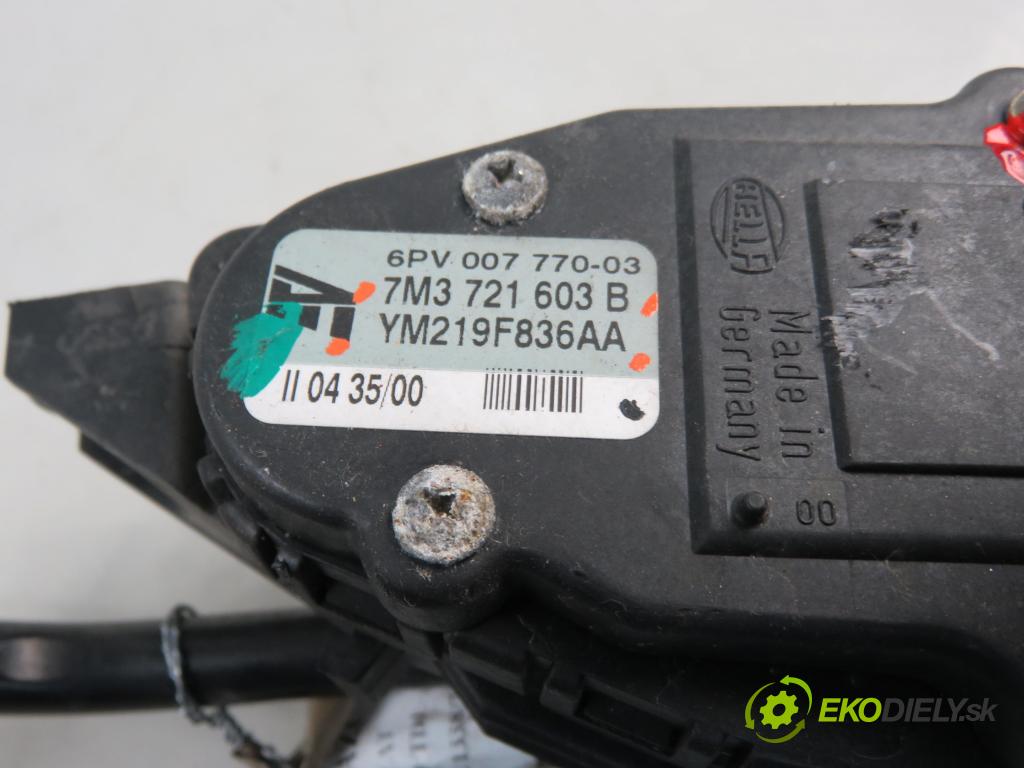 6PV 007 770-03
7M3 721 603 B
YM219F836AA
II 04 35/00
HELLA
Made in
Germany
00
EKODIELY.sk